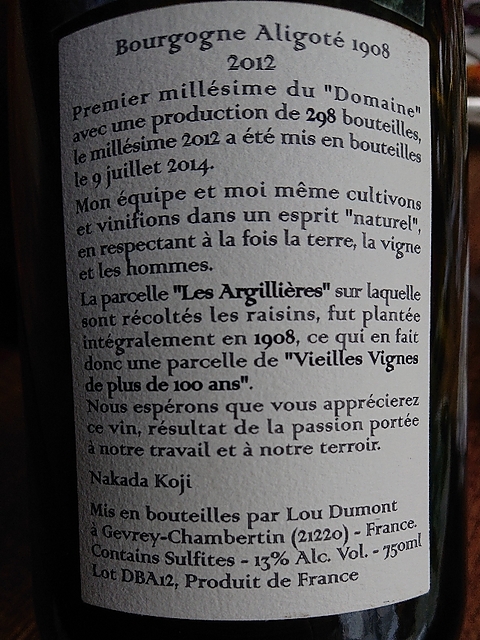 Bourgogne Aligoté 1908
2012
Premier millésime du "Domaine"
avec une production de 298 bouteilles,
le millésime 2012 a été mis en bouteilles
le 9 juillet 2014.
Mon équipe et moi même cultivons
et vinifions dans un esprit "naturel",
en respectant à la fois la terre, la vigne
et les hommes.
La parcelle "Les Argillières" sur laquelle
sont récoltés les raisins, fut plantée
intégralement en 1908, ce qui en fait
donc une parcelle de "Vieilles Vignes
de plus de 100 ans".
Nous espérons que vous apprécierez
ce vin, résultat de la passion portée
à notre travail et à notre terroir.
Nakada Koji
Mis en bouteilles par Lou Dumont
à Gevrey-Chambertin (21220) - France.
Contains Sulfites - 13% Alc. Vol. - 750ml
Lot DBA12, Produit de France